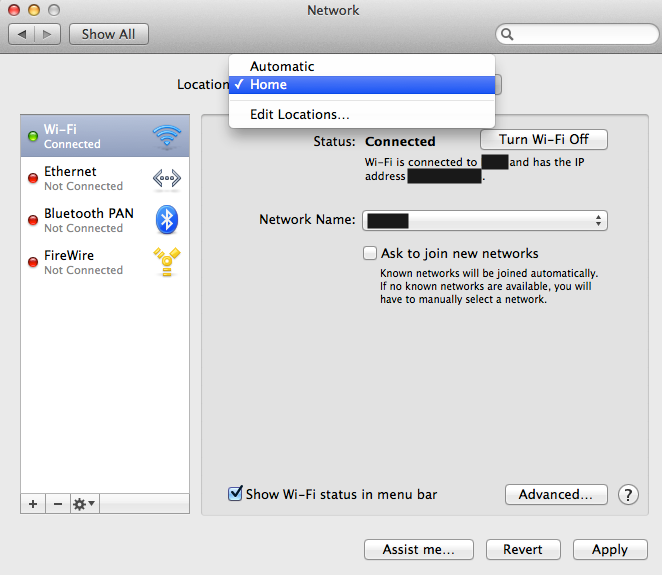 Network
Show All
Automatic
Location
✓ Home
Edit Locations...
Wi-Fi
Connected
Ethernet
Not Connected
Bluetooth PAN
Not Connected
FireWire
Not Connected
Status: Connected
Turn Wi-Fi Off
Wi-Fi is connected to and has the IP
address .
Network Name:
Ask to join new networks
Known networks will be joined automatically.
If no known networks are available, you will
have to manually select a network.
Show Wi-Fi status in menu bar
Advanced...
?
Assist me...
Revert
Apply